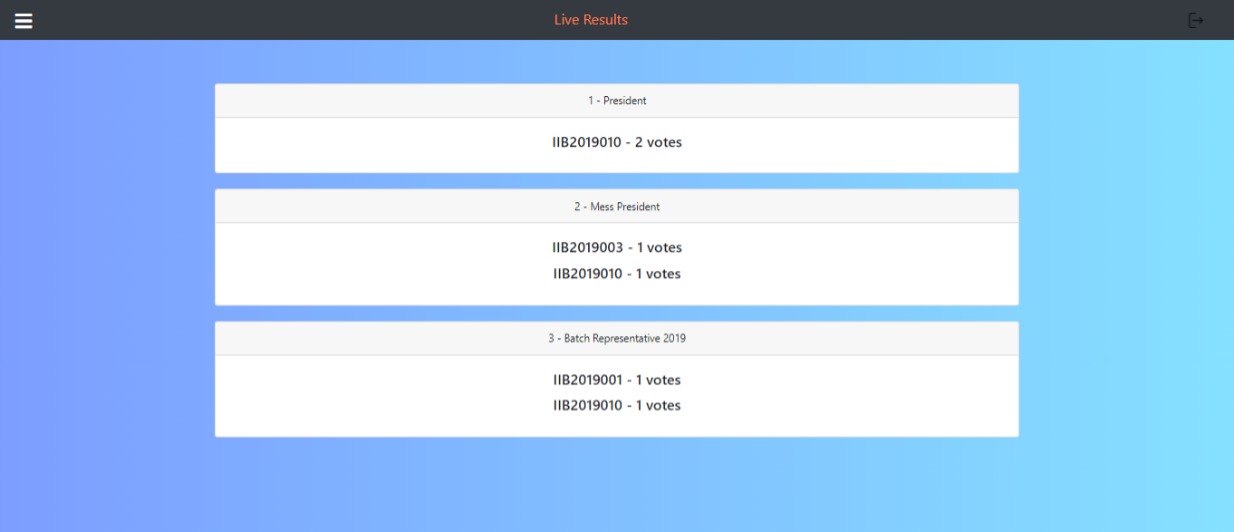 Live Results
1 - President
IIB2019010 - 2 votes
2 - Mess President
IIB2019003 - 1 votes
IIB2019010 - 1 votes
3 - Batch Representative 2019
IIB2019001 - 1 votes
IIB2019010 - 1 votes